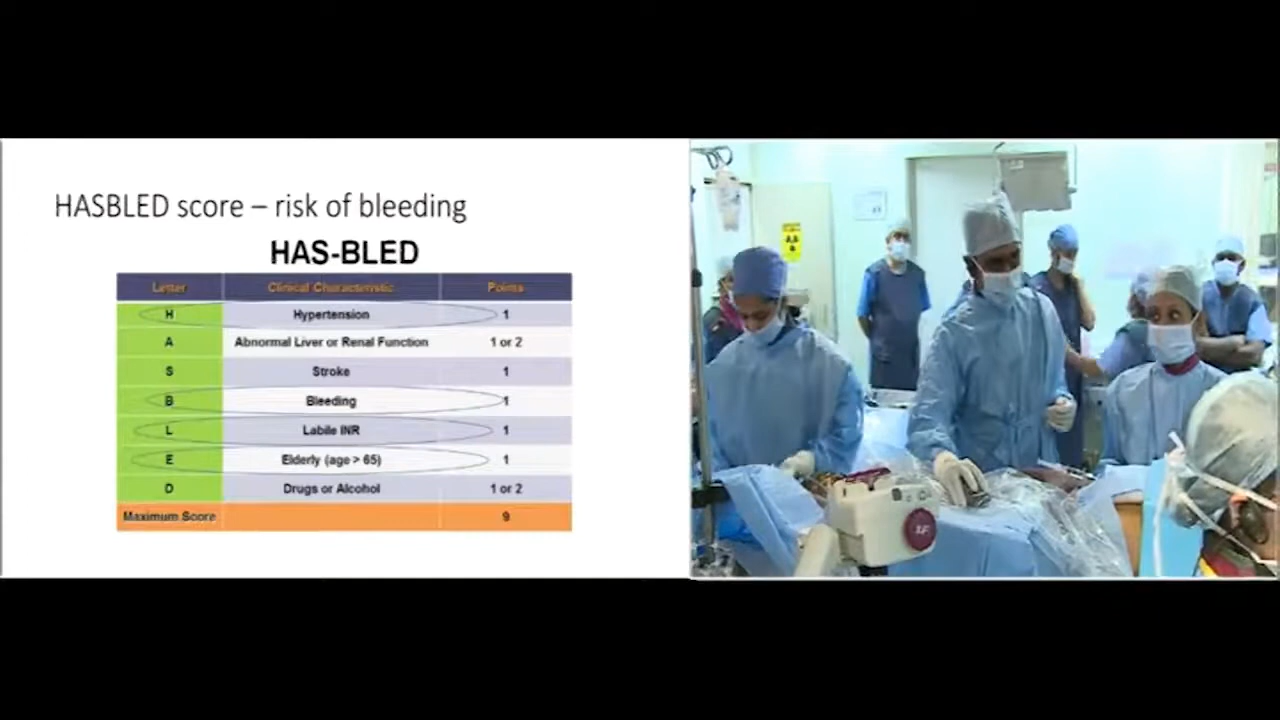 HASBLED score – risk of bleeding
HAS-BLED
Letter Clinical Characteristic Points
H Hypertension 1
A Abnormal Liver or Renal Function 1 or 2
S Stroke 1
B Bleeding 1
L Labile INR 1
E Elderly (age > 65) 1
D Drugs or Alcohol 1 or 2
Maximum Score 9